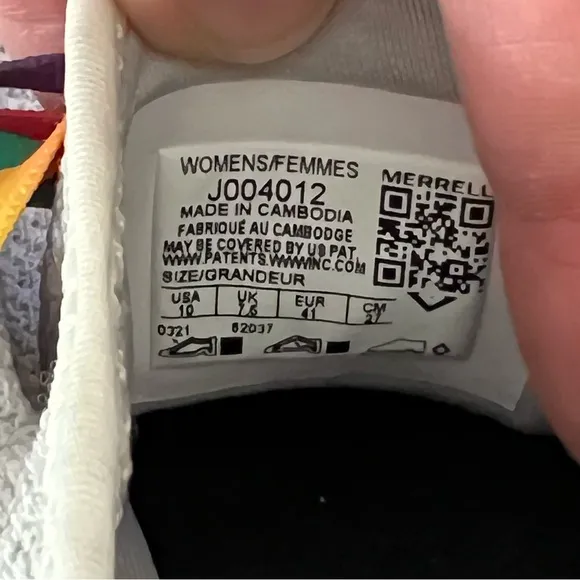 WOMENS/FEMMES
J004012
MERRELL
MADE IN CAMBODIA
FABRIQUÉ AU CAMBODGE
MAY BE COVERED BY US PAT.
WWW.PATENTS.WWWINC.COM
SIZE/GRANDEUR
USA UK EUR CM
10 7.5 41 27
0321 62037